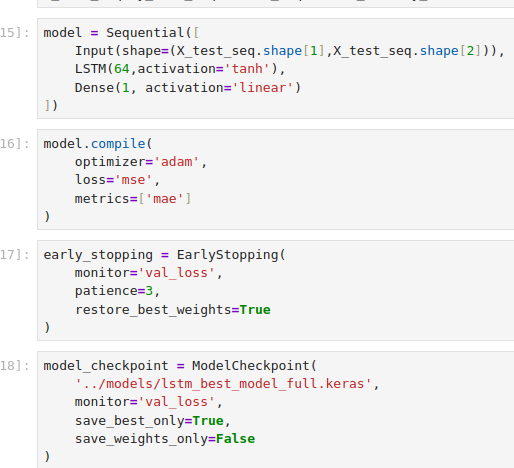 15]: model = Sequential([
    Input(shape=(X_test_seq.shape[1],X_test_seq.shape[2])),
    LSTM(64,activation='tanh'),
    Dense(1, activation='linear')
])
16]: model.compile(
    optimizer='adam',
    loss='mse',
    metrics=['mae']
)
17]: early_stopping = EarlyStopping(
    monitor='val_loss',
    patience=3,
    restore_best_weights=True
)
18]: model_checkpoint = ModelCheckpoint(
    '../models/lstm_best_model_full.keras',
    monitor='val_loss',
    save_best_only=True,
    save_weights_only=False
)